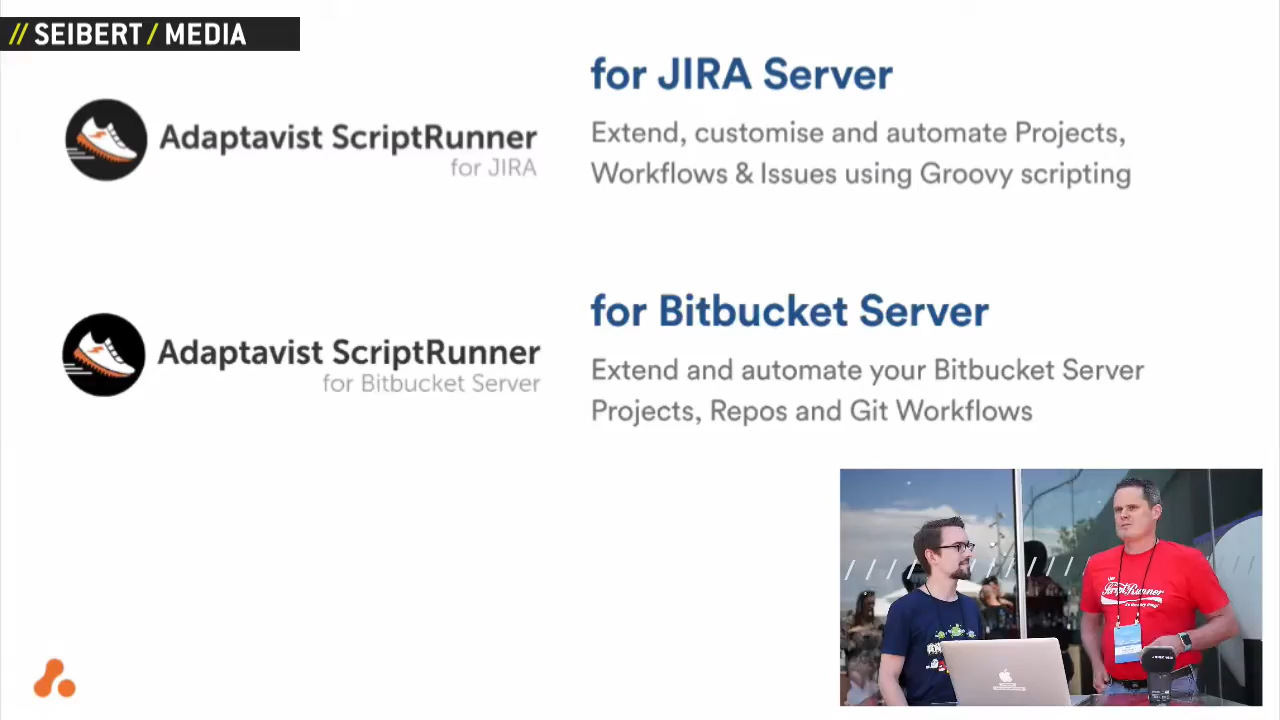 // SEIBERT / MEDIA
for JIRA Server
Adaptavist ScriptRunner
for JIRA
Extend, customise and automate Projects,
Workflows & Issues using Groovy scripting
for Bitbucket Server
Adaptavist ScriptRunner
for Bitbucket Server
Extend and automate your Bitbucket Server
Projects, Repos and Git Workflows
ScriptRunner